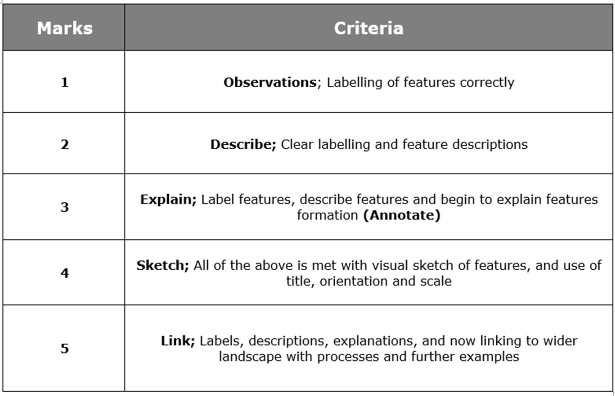 Marks
Criteria
1
Observations; Labelling of features correctly
2
Describe; Clear labelling and feature descriptions
3
Explain; Label features, describe features and begin to explain features
formation (Annotate)
4
Sketch; All of the above is met with visual sketch of features, and use of
title, orientation and scale
5
Link; Labels, descriptions, explanations, and now linking to wider
landscape with processes and further examples